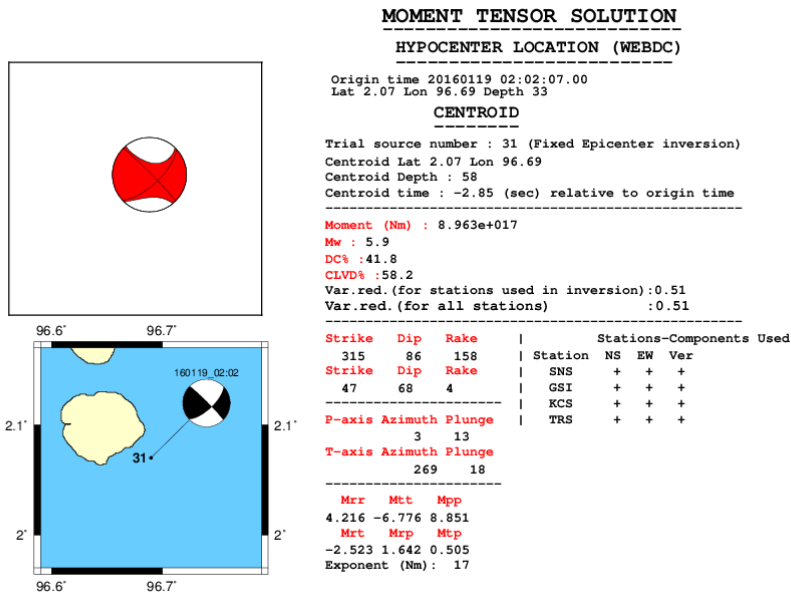 MOMENT TENSOR SOLUTION
HYPOCENTER LOCATION (WEBDC)
Origin time 20160119 02:02:07.00
Lat 2.07 Lon 96.69 Depth 33
CENTROID
Trial source number : 31 (Fixed Epicenter inversion)
Centroid Lat 2.07 Lon 96.69
Centroid Depth : 58
Centroid time : -2.85 (sec) relative to origin time
Moment (Nm) : 8.963e+017
Mw : 5.9
DC% :41.8
CLVD% :58.2
Var.red.(for stations used in inversion):0.51
Var.red.(for all stations) :0.51
Strike Dip Rake
315 86 158
Strike Dip Rake
47 68 4
P-axis Azimuth Plunge
3 13
T-axis Azimuth Plunge
269 18
Mrr Mtt Mpp
4.216 -6.776 8.851
Mrt Mrp Mtp
-2.523 1.642 0.505
Exponent (Nm): 17
Stations-Components Used
Station NS EW Ver
SNS + + +
GSI + + +
KCS + + +
TRS + + +
96.6° 96.7°
160119_02:02
2.1° 2.1°
31
2° 2°
96.6° 96.7°